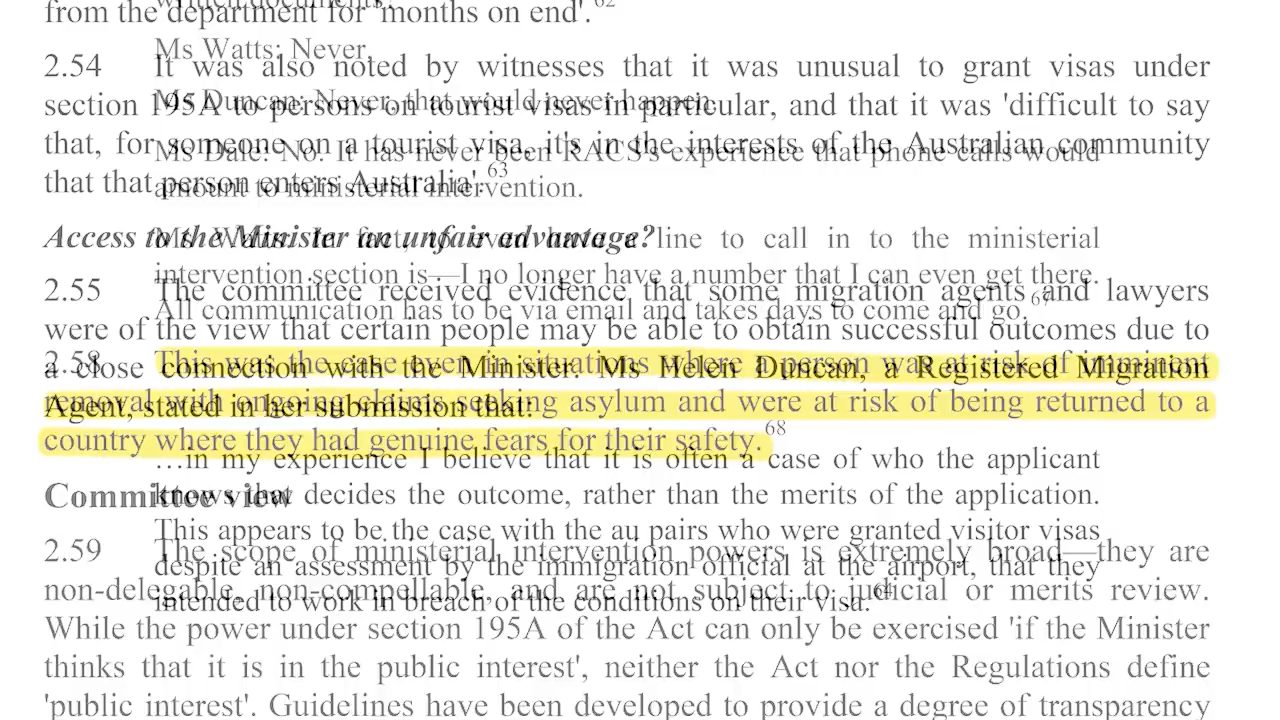 from the department for 'months on end'.62
Ms Watts: Never,
2.54 It was also noted by witnesses that it was unusual to grant visas under
section 195A to persons on tourist visas in particular, and that it was 'difficult to say
Ms Duncan: Never, that would never happen.
that, for someone on a tourist visa, it's in the interests of the Australian community
Ms Dale: No. It has never been RACS's experience that phone calls would
that that person enters Australia'.63
amount to ministerial intervention.
Access to the Minister an unfair advantage?
Ms Watts: In fact, to even have a line to call in to the ministerial
intervention section is—I no longer have a number that I can even get there.
2.55 The committee received evidence that some migration agents and lawyers
All communication has to be via email and takes days to come and go.67
were of the view that certain people may be able to obtain successful outcomes due to
2.58 This was the case even in situations where a person was at risk of imminent
a close connection with the Minister. Ms Helen Duncan, a Registered Migration
removal with ongoing claims seeking asylum and were at risk of being returned to a
Agent, stated in her submission that:
country where they had genuine fears for their safety.68
…in my experience I believe that it is often a case of who the applicant
Committee view
knows that decides the outcome, rather than the merits of the application.
This appears to be the case with the au pairs who were granted visitor visas
2.59 The scope of ministerial intervention powers is extremely broad—they are
despite an assessment by the immigration official at the airport, that they
non-delegable, non-compellable, and are not subject to judicial or merits review.
intended to work in breach of the conditions on their visa.64
While the power under section 195A of the Act can only be exercised 'if the Minister
thinks that it is in the public interest', neither the Act nor the Regulations define
'public interest'. Guidelines have been developed to provide a degree of transparency